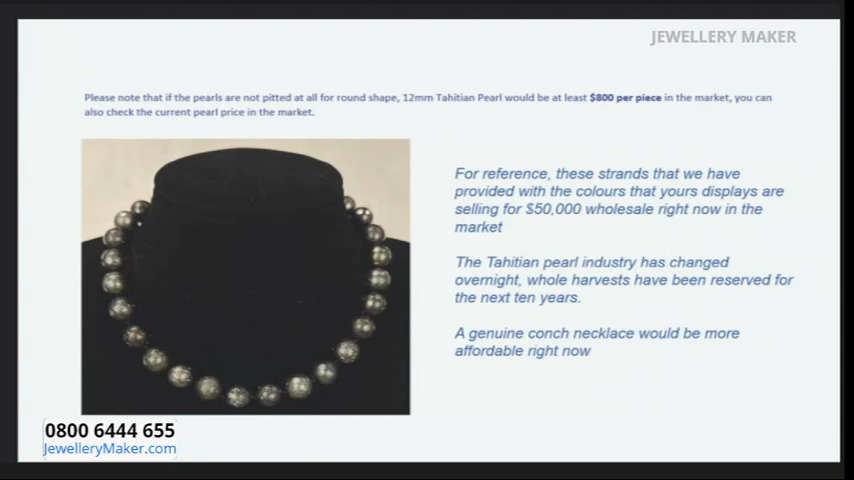 JEWELLERY MAKER
Please note that if the pearls are not pitted at all for round shape, 12mm Tahitian Pearl would be at least $800 per piece in the market, you can
also check the current pearl price in the market.
For reference, these strands that we have
provided with the colours that yours displays are
selling for $50,000 wholesale right now in the
market
The Tahitian pearl industry has changed
overnight, whole harvests have been reserved for
the next ten years.
A genuine conch necklace would be more
affordable right now
0800 6444 655
JewelleryMaker.com